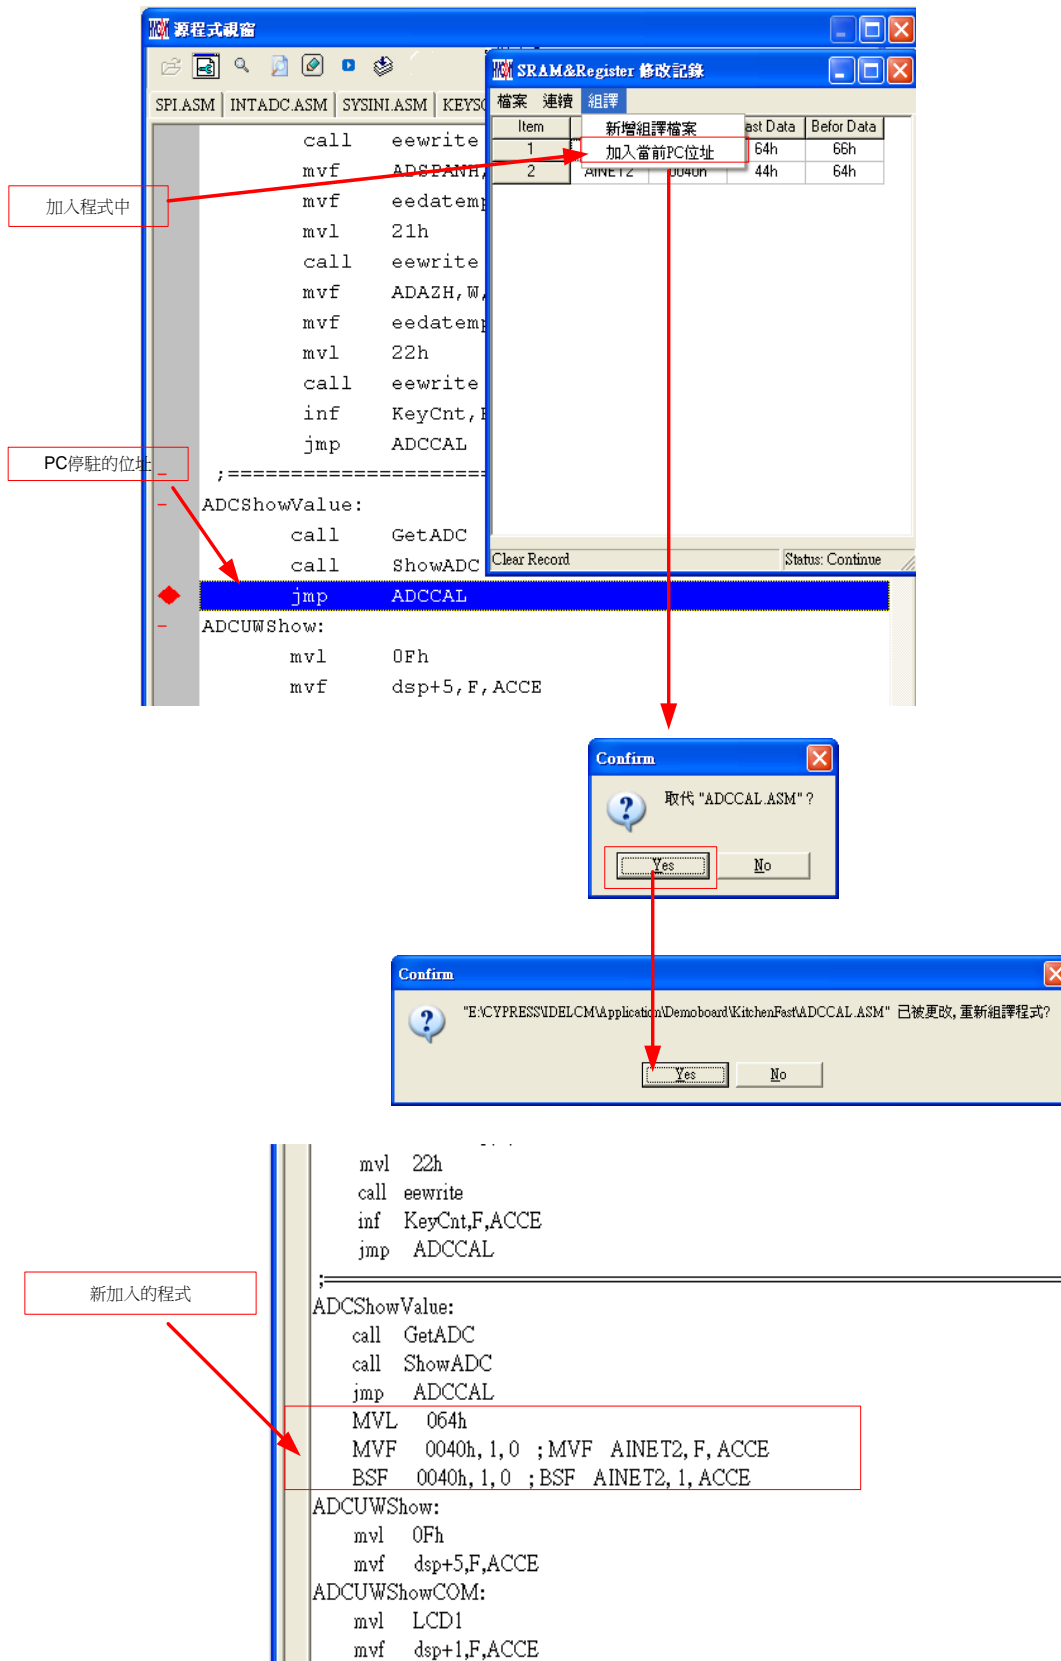 HYCON 源程式視窗
SPI.ASM INTADC.ASM SYSINI.ASM KEYSC
call eewrite
mvf ADSPANH,
mvf eedatemp
mvl 21h
call eewrite
mvf ADAZH,W,
mvf eedatemp
mvl 22h
call eewrite
inf KeyCnt,F
jmp ADCCAL
;======================
ADCShowValue:
call GetADC
call ShowADC
jmp ADCCAL
ADCUWShow:
mvl 0Fh
mvf dsp+5,F,ACCE
HYCON SRAM&Register 修改記錄
檔案 連續 組譯
新增組譯檔案
加入當前PC位址
Item ast Data Befor Data
1 64h 66h
2 AINET2 0040h 44h 64h
Clear Record Status: Continue
加入程式中
PC停駐的位址
Confirm
取代 "ADCCAL.ASM" ?
Yes No
Confirm
"E:\CYPRESS\IDELCM\Application\Demoboard\KitchenFast\ADCCAL.ASM" 已被更改, 重新組譯程式?
Yes No
新加入的程式
mvl 22h
call eewrite
inf KeyCnt,F,ACCE
jmp ADCCAL
;══════════════════════
ADCShowValue:
call GetADC
call ShowADC
jmp ADCCAL
MVL 064h
MVF 0040h, 1, 0 ; MVF AINET2, F, ACCE
BSF 0040h, 1, 0 ; BSF AINET2, 1, ACCE
ADCUWShow:
mvl 0Fh
mvf dsp+5,F,ACCE
ADCUWShowCOM:
mvl LCD1
mvf dsp+1,F,ACCE